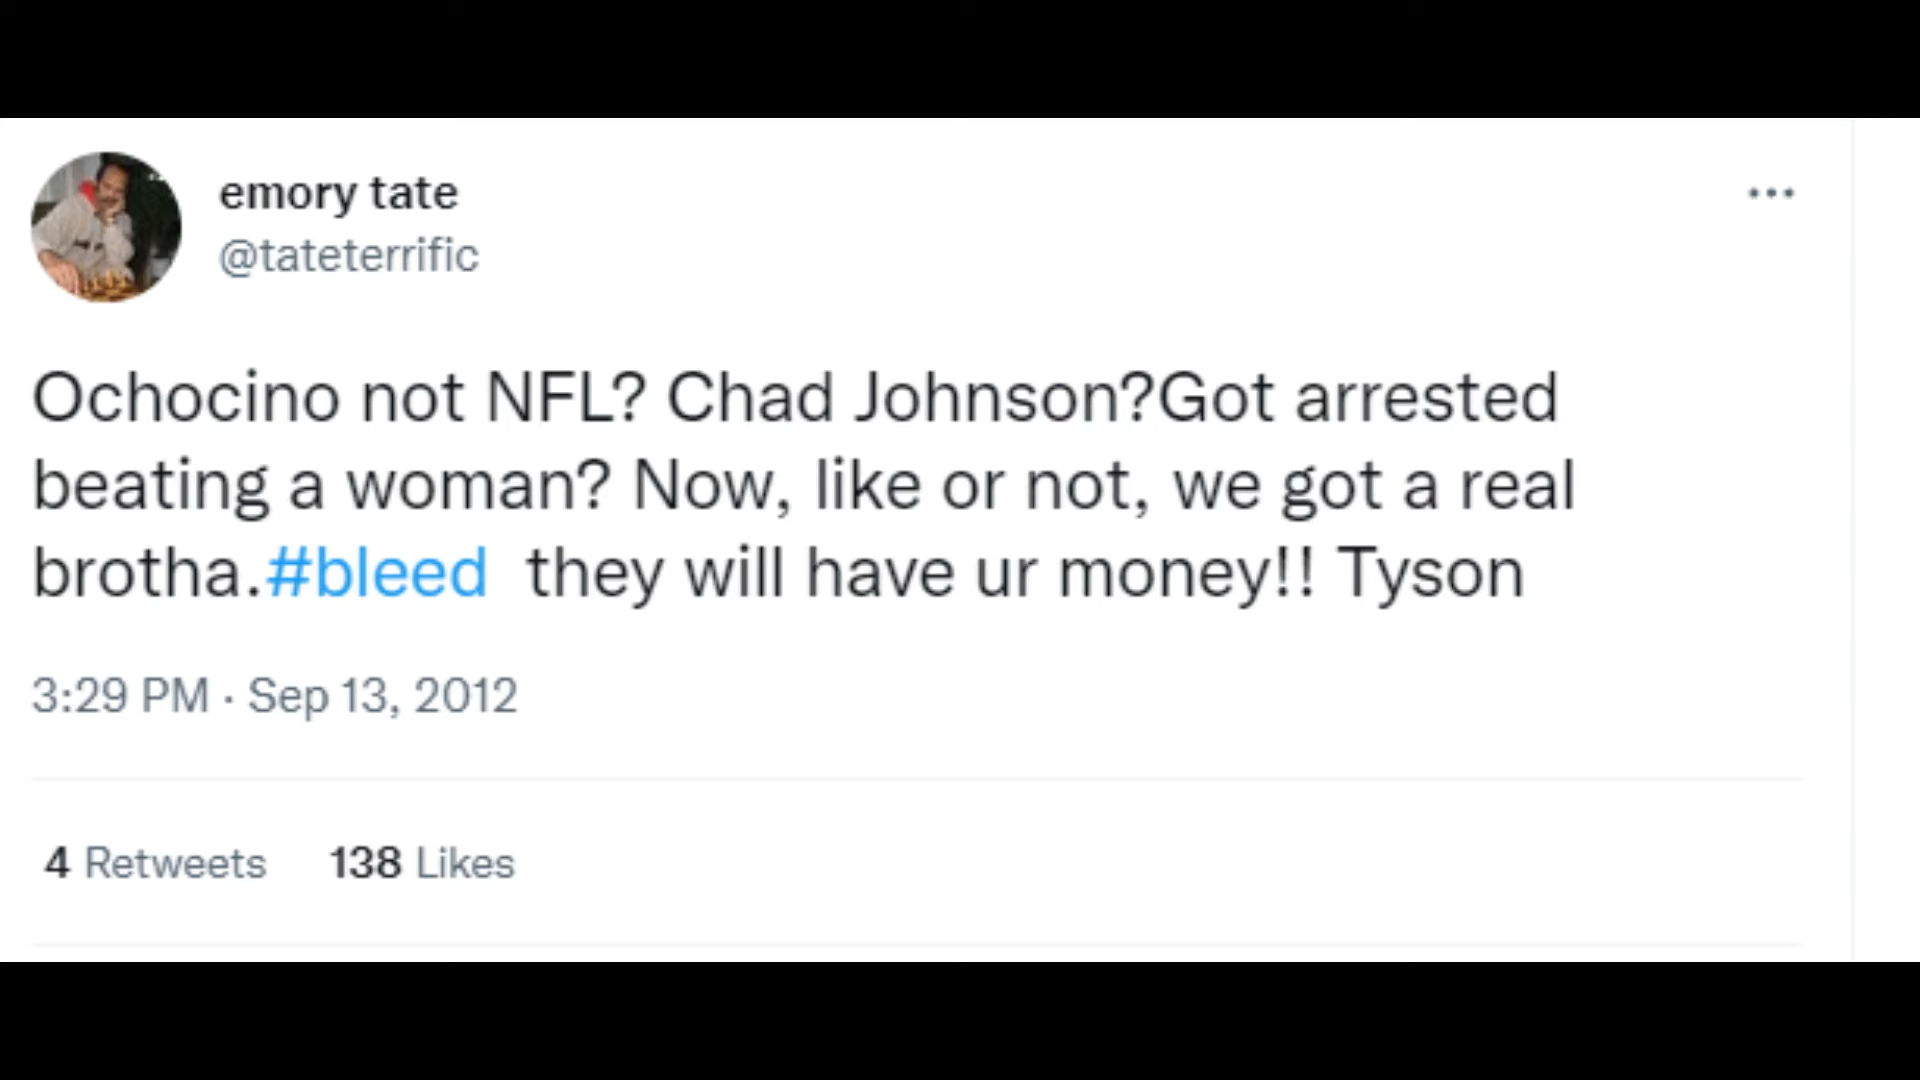 emory tate
@tateterrific
Ochocino not NFL? Chad Johnson?Got arrested
beating a woman? Now, like or not, we got a real
brotha.#bleed they will have ur money!! Tyson
3:29 PM · Sep 13, 2012
4 Retweets 138 Likes